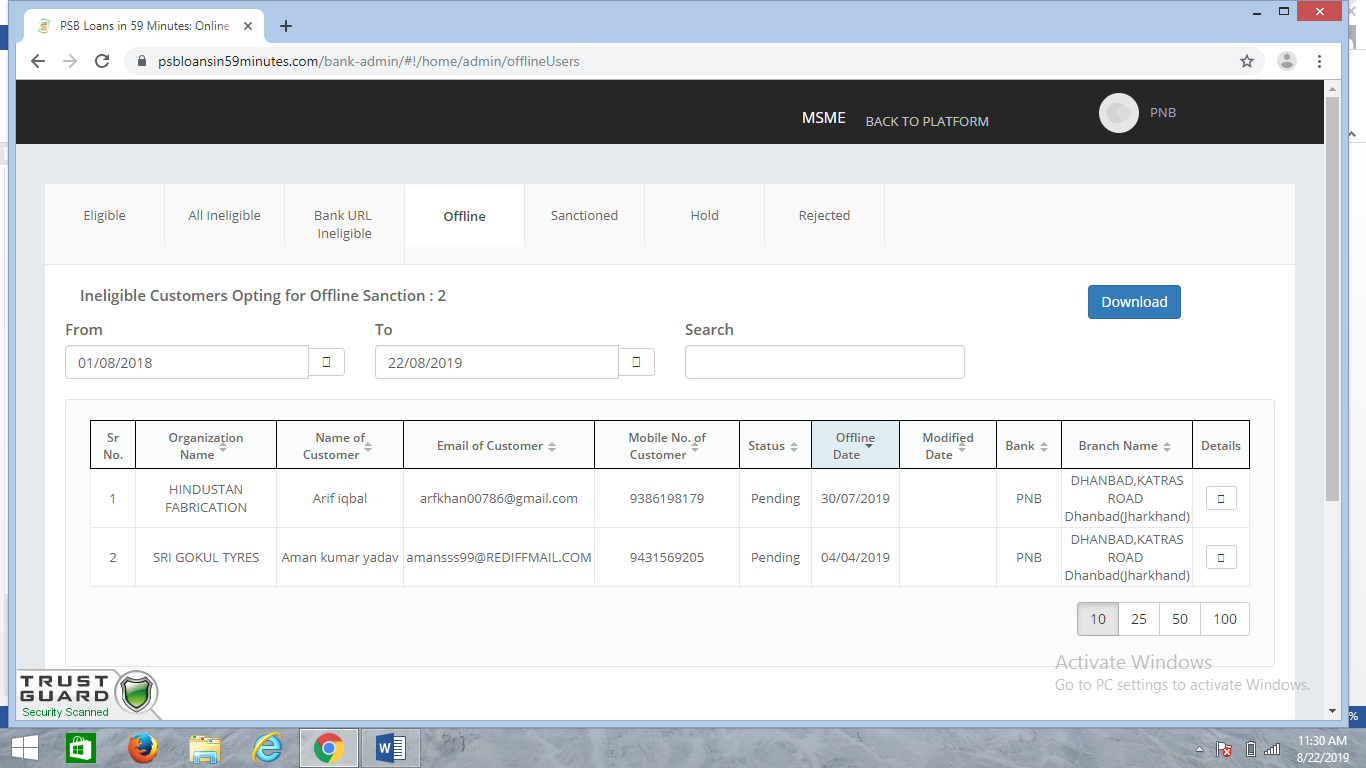 PSB Loans in 59 Minutes: Online
psbloansin59minutes.com/bank-admin/#!/home/admin/offlineUsers
MSME BACK TO PLATFORM PNB
Eligible
All Ineligible
Bank URL
Ineligible
Offline
Sanctioned
Hold
Rejected
Ineligible Customers Opting for Offline Sanction : 2
Download
From To Search
01/08/2018 22/08/2019
Sr No. Organization Name Name of Customer Email of Customer Mobile No. of Customer Status Offline Date Modified Date Bank Branch Name Details
1 HINDUSTAN FABRICATION Arif iqbal arfkhan00786@gmail.com 9386198179 Pending 30/07/2019 PNB DHANBAD,KATRAS ROAD Dhanbad(Jharkhand)
2 SRI GOKUL TYRES Aman kumar yadav amansss99@REDIFFMAIL.COM 9431569205 Pending 04/04/2019 PNB DHANBAD,KATRAS ROAD Dhanbad(Jharkhand)
10 25 50 100
Activate Windows
Go to PC settings to activate Windows.
TRUST
GUARD
Security Scanned
%
W
11:30 AM
8/22/2019